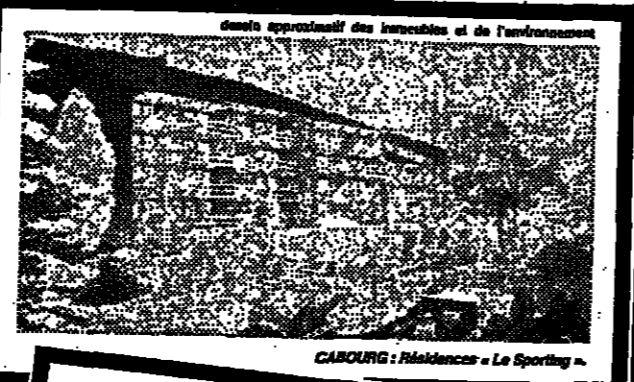 dessin approximatif des immeubles et de l'environnement
CABOURG : Résidences « Le Sporting ».